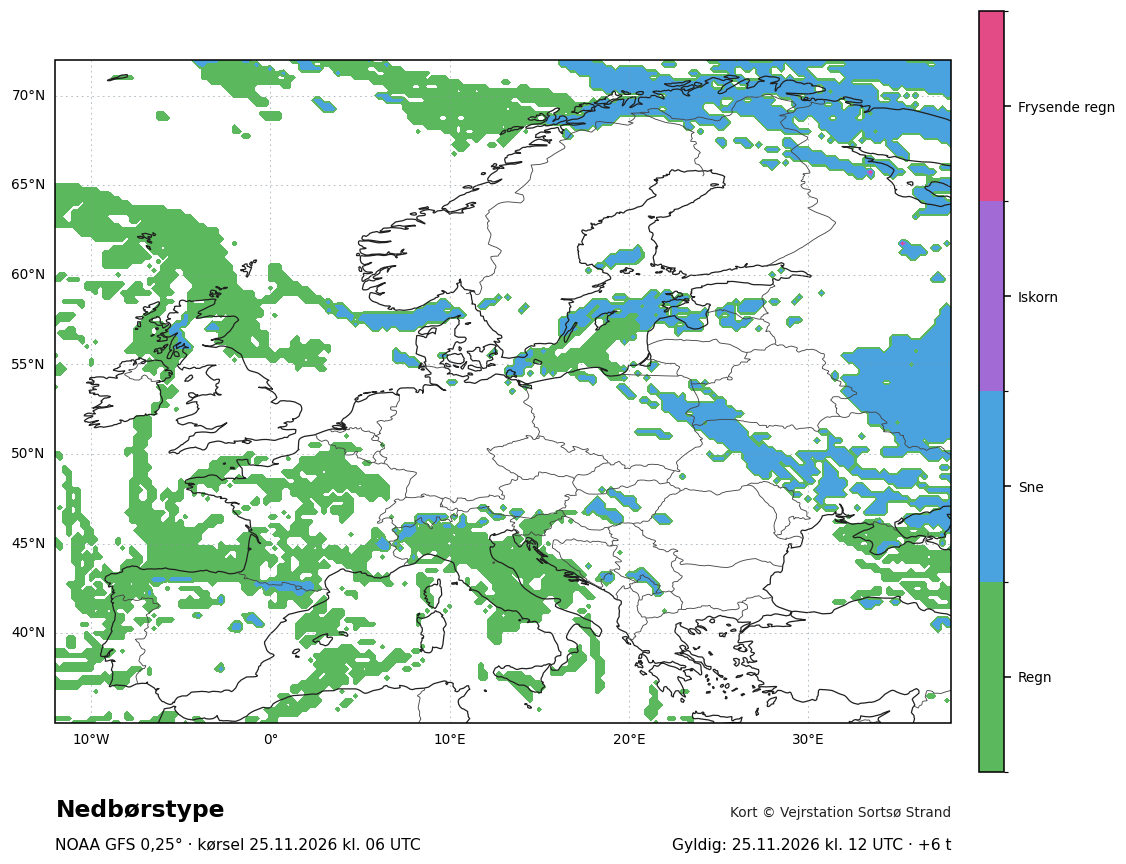 70°N
65°N
60°N
55°N
50°N
45°N
40°N
10°W
0°
10°E
20°E
30°E
Frysende regn
Iskorn
Sne
Regn
Nedbørstype
Kort © Vejrstation Sortsø Strand
NOAA GFS 0,25° · kørsel 25.11.2026 kl. 06 UTC
Gyldig: 25.11.2026 kl. 12 UTC · +6 t